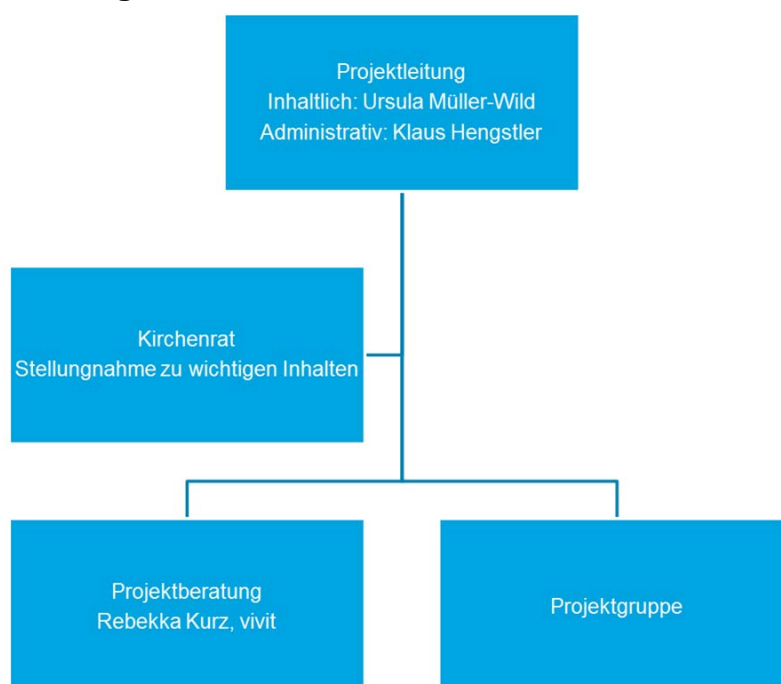 Projektleitung
Inhaltlich: Ursula Müller-Wild
Administrativ: Klaus Hengstler
Kirchenrat
Stellungnahme zu wichtigen Inhalten
Projektberatung
Rebekka Kurz, vivit
Projektgruppe